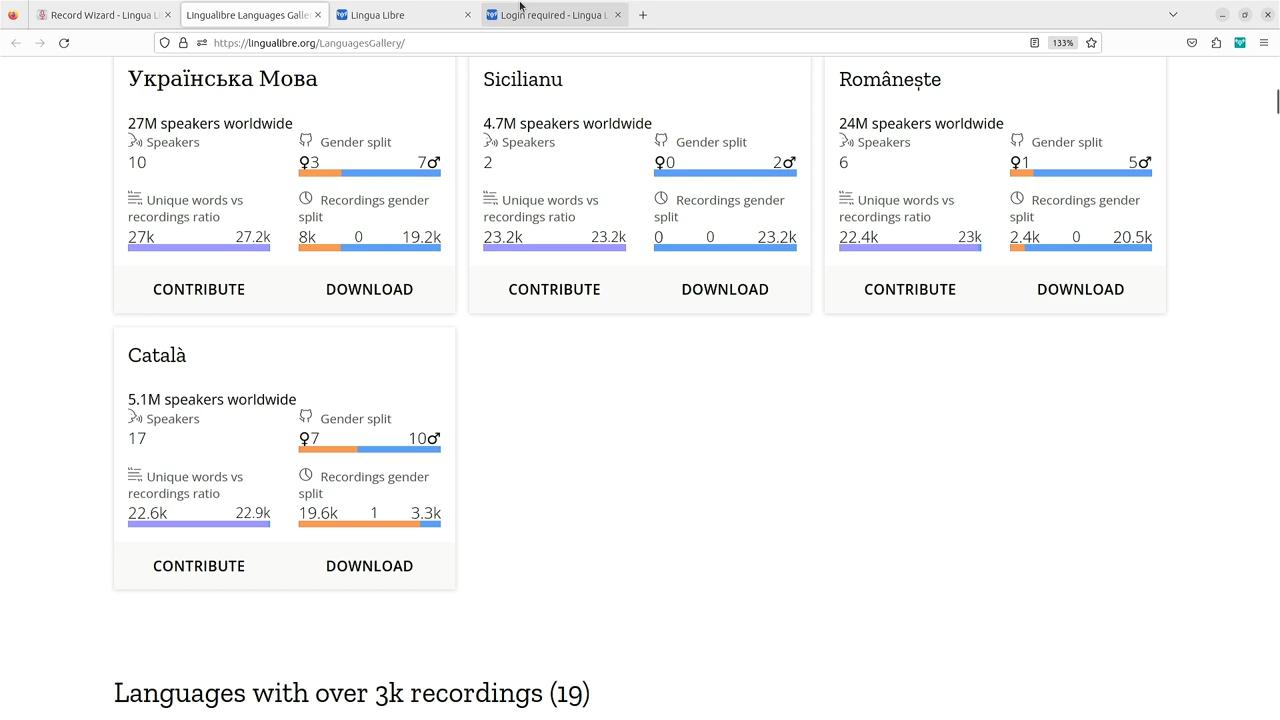 Record Wizard - Lingua Li
Lingualibre Languages Galle
Lingua Libre
Login required - Lingua L
https://lingualibre.org/LanguagesGallery/
133%
Українська Мова
27M speakers worldwide
Speakers
Gender split
10
♀3 7♂
Unique words vs recordings ratio
Recordings gender split
27k 27.2k
8k 0 19.2k
CONTRIBUTE DOWNLOAD
Sicilianu
4.7M speakers worldwide
Speakers
Gender split
2
♀0 2♂
Unique words vs recordings ratio
Recordings gender split
23.2k 23.2k
0 0 23.2k
CONTRIBUTE DOWNLOAD
Românește
24M speakers worldwide
Speakers
Gender split
6
♀1 5♂
Unique words vs recordings ratio
Recordings gender split
22.4k 23k
2.4k 0 20.5k
CONTRIBUTE DOWNLOAD
Català
5.1M speakers worldwide
Speakers
Gender split
17
♀7 10♂
Unique words vs recordings ratio
Recordings gender split
22.6k 22.9k
19.6k 1 3.3k
CONTRIBUTE DOWNLOAD
Languages with over 3k recordings (19)